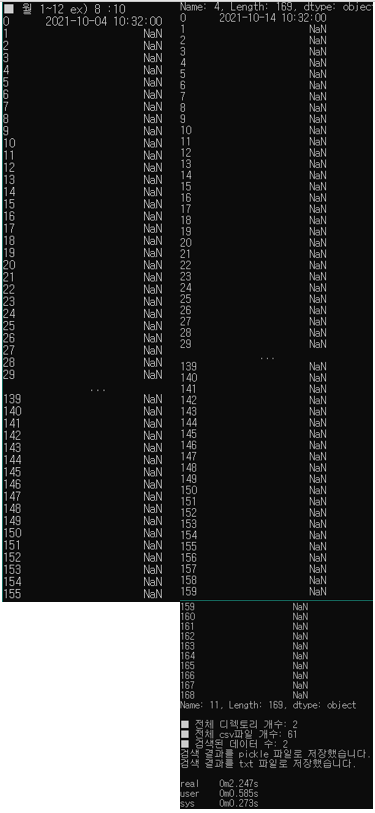 ■ 월 1~12 ex) 8 :10
0 2021-10-04 10:32:00
1 NaN
2 NaN
3 NaN
4 NaN
5 NaN
6 NaN
7 NaN
8 NaN
9 NaN
10 NaN
11 NaN
12 NaN
13 NaN
14 NaN
15 NaN
16 NaN
17 NaN
18 NaN
19 NaN
20 NaN
21 NaN
22 NaN
23 NaN
24 NaN
25 NaN
26 NaN
27 NaN
28 NaN
29 NaN
...
139 NaN
140 NaN
141 NaN
142 NaN
143 NaN
144 NaN
145 NaN
146 NaN
147 NaN
148 NaN
149 NaN
150 NaN
151 NaN
152 NaN
153 NaN
154 NaN
155 NaN
Name: 4, Length: 169, dtype: object
0 2021-10-14 10:32:00
1 NaN
2 NaN
3 NaN
4 NaN
5 NaN
6 NaN
7 NaN
8 NaN
9 NaN
10 NaN
11 NaN
12 NaN
13 NaN
14 NaN
15 NaN
16 NaN
17 NaN
18 NaN
19 NaN
20 NaN
21 NaN
22 NaN
23 NaN
24 NaN
25 NaN
26 NaN
27 NaN
28 NaN
29 NaN
...
139 NaN
140 NaN
141 NaN
142 NaN
143 NaN
144 NaN
145 NaN
146 NaN
147 NaN
148 NaN
149 NaN
150 NaN
151 NaN
152 NaN
153 NaN
154 NaN
155 NaN
156 NaN
157 NaN
158 NaN
159 NaN
159 NaN
160 NaN
161 NaN
162 NaN
163 NaN
164 NaN
165 NaN
166 NaN
167 NaN
168 NaN
Name: 11, Length: 169, dtype: object
■ 전체 디렉토리 개수: 2
■ 전체 csv파일 개수: 61
■ 검색된 데이터 수: 2
검색 결과를 pickle 파일로 저장했습니다.
검색 결과를 txt 파일로 저장했습니다.
real 0m2.247s
user 0m0.585s
sys 0m0.273s